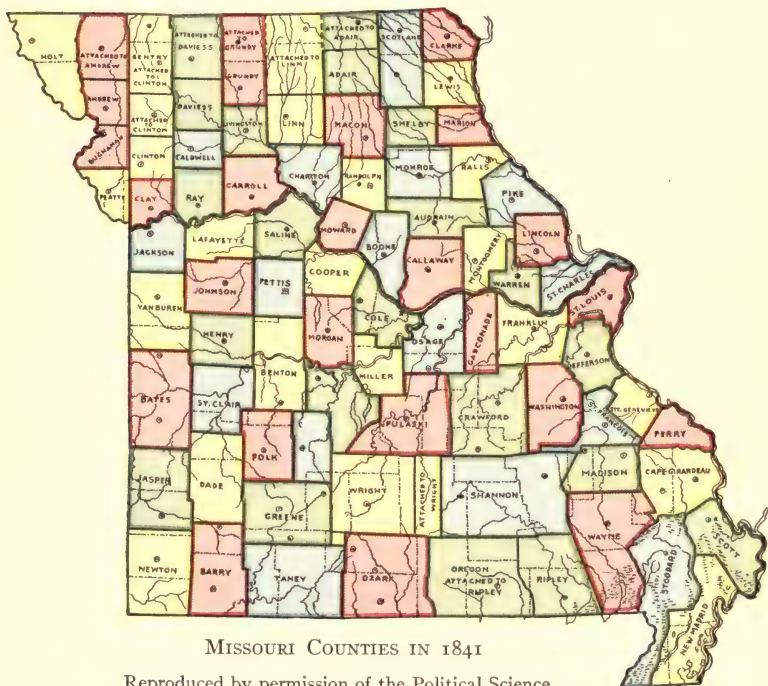 HOLT
ATTACHED TO
ANDREW
GENTRY
ATTACHED
TO
CLINTON
ATTACHED TO
DAVIESS
ATTACHED
TO
GRUNDY
ATTACHED TO
LINN
ATTACHED TO
ADAIR
SCOTLAND
CLARKE
ANDREW
ATTACHED
TO
CLINTON
DAVIESS
GRUNDY
ADAIR
LEWIS
BUCHANAN
CLINTON
CALDWELL
LIVINGSTON
LINN
MACON
SHELBY
MARION
PLATTE
CLAY
RAY
CARROLL
CHARITON
RANDOLPH
MONROE
RALLS
PIKE
JACKSON
LAFAYETTE
SALINE
HOWARD
BOONE
AUDRAIN
CALLAWAY
MONTGOMERY
LINCOLN
WARREN
ST. CHARLES
ST. LOUIS
VAN BUREN
JOHNSON
PETTIS
COOPER
MORGAN
COLE
OSAGE
GASCONADE
FRANKLIN
JEFFERSON
HENRY
BENTON
MILLER
BATES
ST. CLAIR
PULASKI
CRAWFORD
WASHINGTON
ST. FRANCOIS
STE. GENEVIEVE
PERRY
JASPER
DADE
POLK
GREENE
WRIGHT
ATTACHED TO
WRIGHT
SHANNON
MADISON
CAPE GIRARDEAU
WAYNE
NEWTON
BARRY
TANEY
OZARK
OREGON
ATTACHED TO
RIPLEY
RIPLEY
STODDARD
SCOTT
NEW MADRID
MISSOURI COUNTIES IN 1841
Reproduced by permission of the Political Science